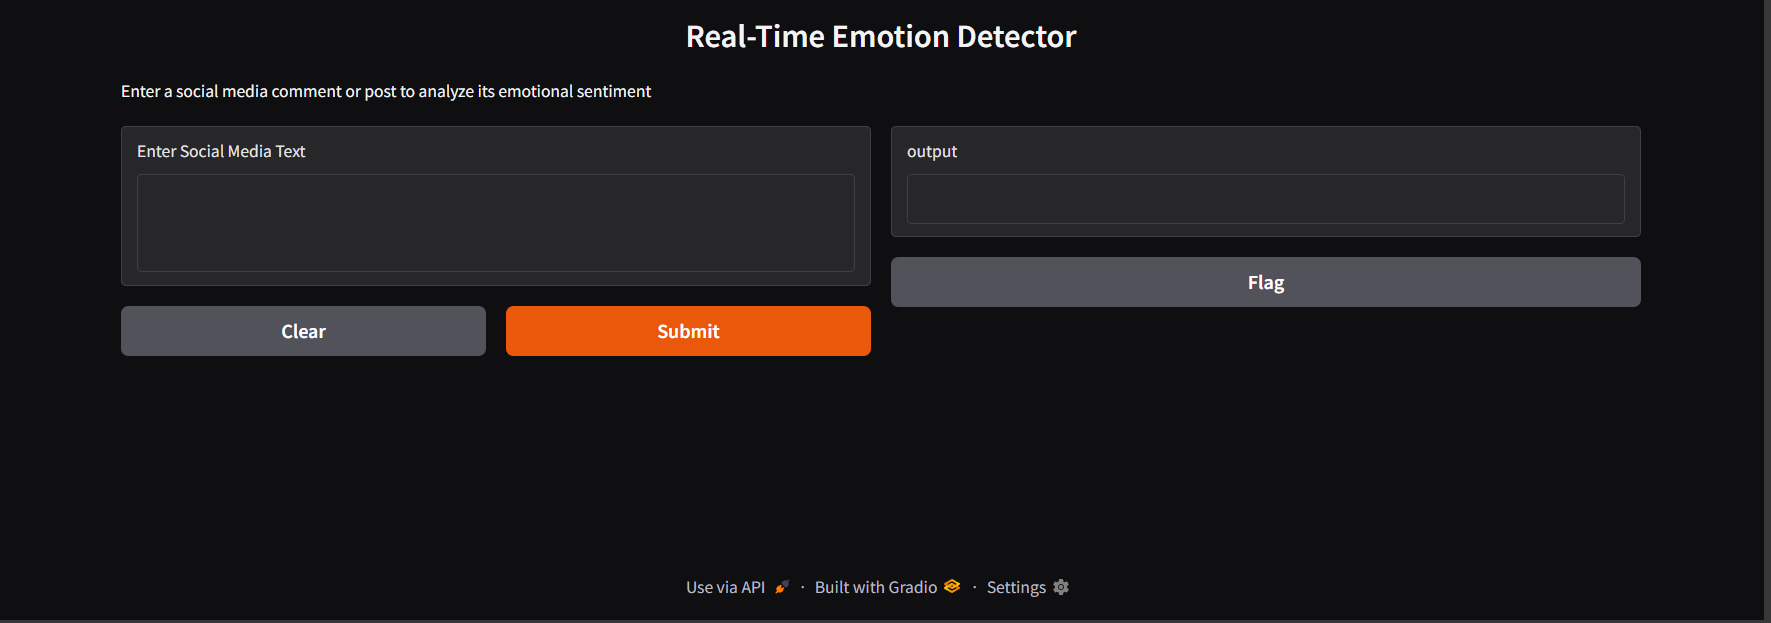 Real-Time Emotion Detector
Enter a social media comment or post to analyze its emotional sentiment
Enter Social Media Text
output
Clear
Submit
Flag
Use via API · Built with Gradio · Settings